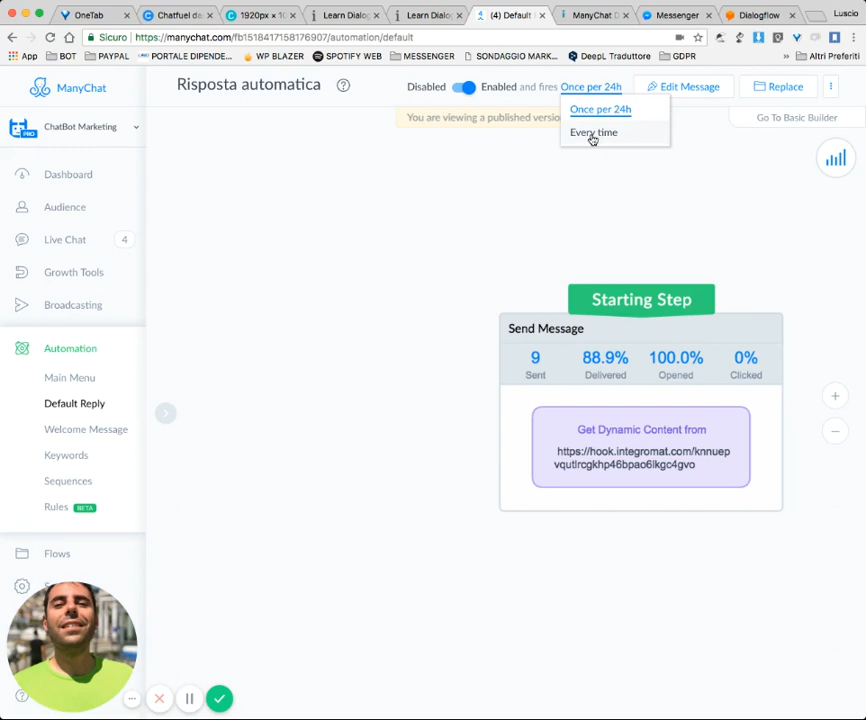 OneTab
Chatfuel da
1920px × 10
Learn Dialo
Learn Dialo
(4) Default
ManyChat D
Messenger
Dialogflow
Luscio
Sicuro
https://manychat.com/fb1518417158176907/automation/default
App
BOT
PAYPAL
PORTALE DIPENDE
WP BLAZER
SPOTIFY WEB
MESSENGER
SONDAGGIO MARK...
DeepL Traduttore
GDPR
»
Altri Preferiti
ManyChat
Risposta automatica
?
Disabled
Enabled and fires Once per 24h
Edit Message
Replace
Once per 24h
Every time
PRO
ChatBot Marketing
You are viewing a published versio
Go To Basic Builder
Dashboard
Audience
Live Chat
4
Growth Tools
Broadcasting
Automation
Main Menu
Default Reply
Welcome Message
Keywords
Sequences
Rules BETA
Flows
Starting Step
Send Message
9
88.9%
100.0%
0%
Sent
Delivered
Opened
Clicked
Get Dynamic Content from
https://hook.integromat.com/knnuep
vqutlrcgkhp46bpao6lkgc4gvo